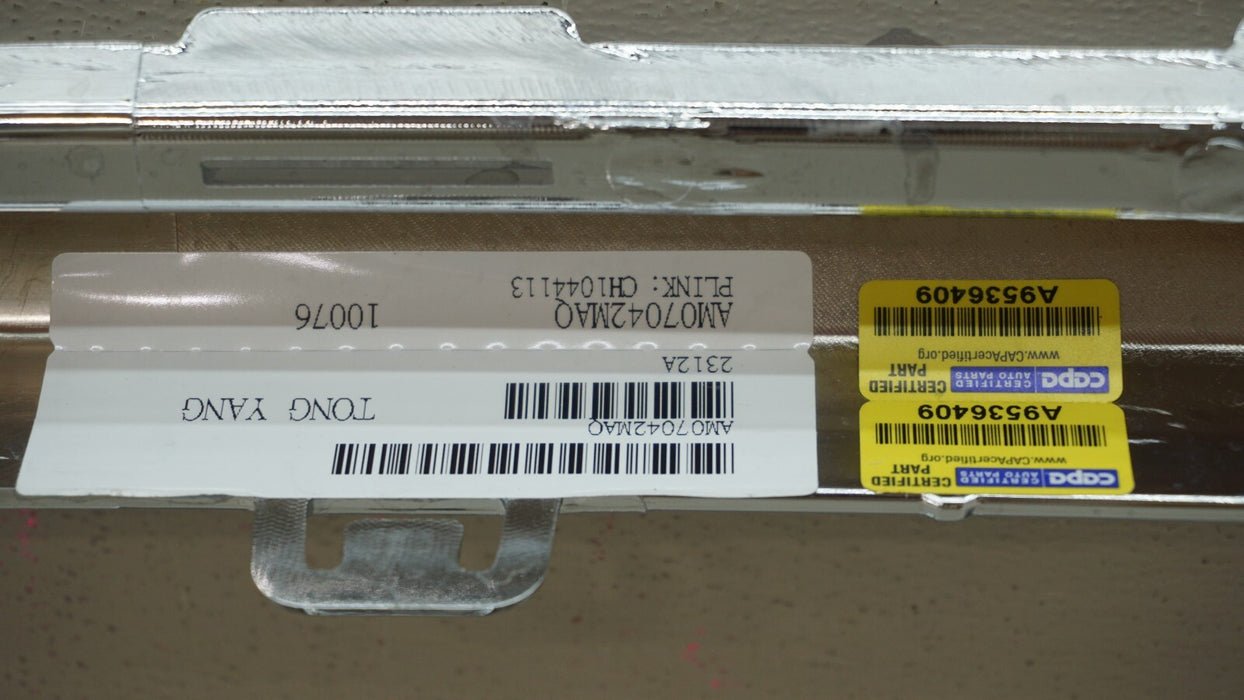 AM07042MAQ
TONG YANG
2312A
AM07042MAQ
10076
PLINK: CH1044113
capa
CERTIFIED
AUTO PARTS
CERTIFIED
PART
www.CAPAcertified.org
A9536409
capa
CERTIFIED
AUTO PARTS
CERTIFIED
PART
www.CAPAcertified.org
A9536409